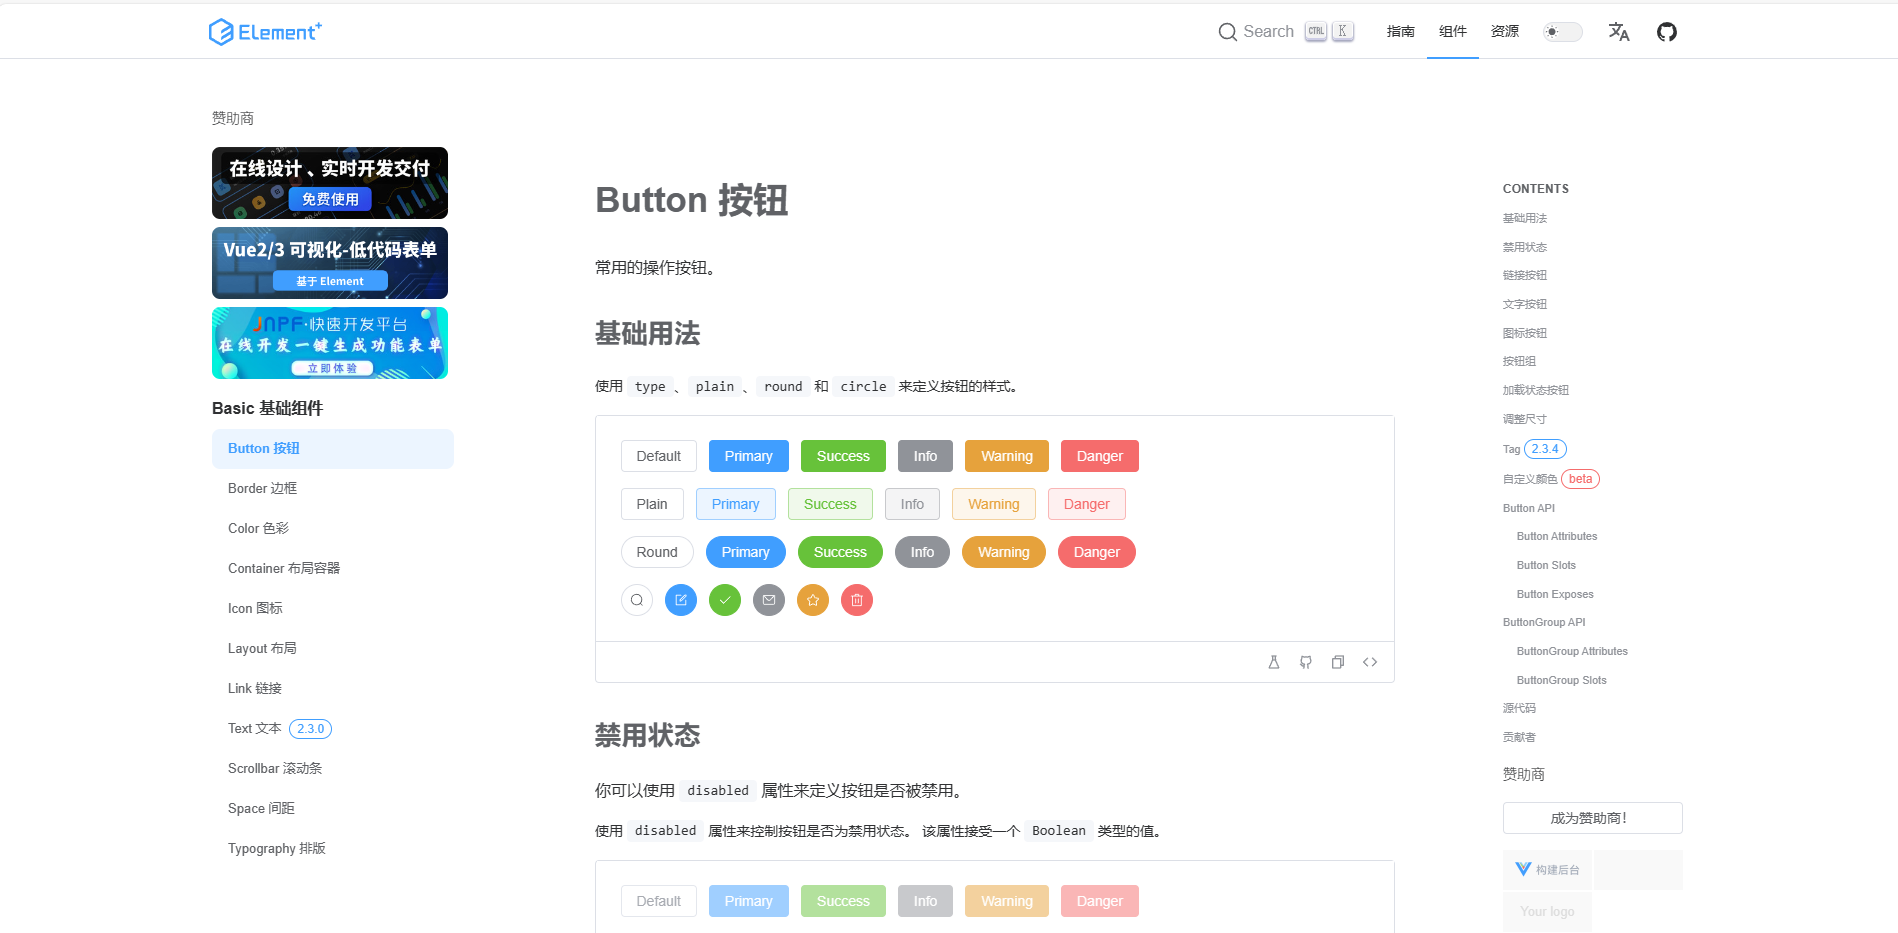 Element+
Search CTRL K 指南 组件 资源
赞助商
在线设计、实时开发交付
免费使用
Vue2/3 可视化-低代码表单
基于 Element
JNPF·快速开发平台
在线开发一键生成功能表单
立即体验
Basic 基础组件
Button 按钮
Border 边框
Color 色彩
Container 布局容器
Icon 图标
Layout 布局
Link 链接
Text 文本 2.3.0
Scrollbar 滚动条
Space 间距
Typography 排版
Button 按钮
常用的操作按钮。
基础用法
使用 type 、 plain 、 round 和 circle 来定义按钮的样式。
Default Primary Success Info Warning Danger
Plain Primary Success Info Warning Danger
Round Primary Success Info Warning Danger
禁用状态
你可以使用 disabled 属性来定义按钮是否被禁用。
使用 disabled 属性来控制按钮是否为禁用状态。 该属性接受一个 Boolean 类型的值。
Default Primary Success Info Warning Danger
CONTENTS
基础用法
禁用状态
链接按钮
文字按钮
图标按钮
按钮组
加载状态按钮
调整尺寸
Tag 2.3.4
自定义颜色 beta
Button API
Button Attributes
Button Slots
Button Exposes
ButtonGroup API
ButtonGroup Attributes
ButtonGroup Slots
源代码
贡献者
赞助商
成为赞助商!
构建后台
Your logo